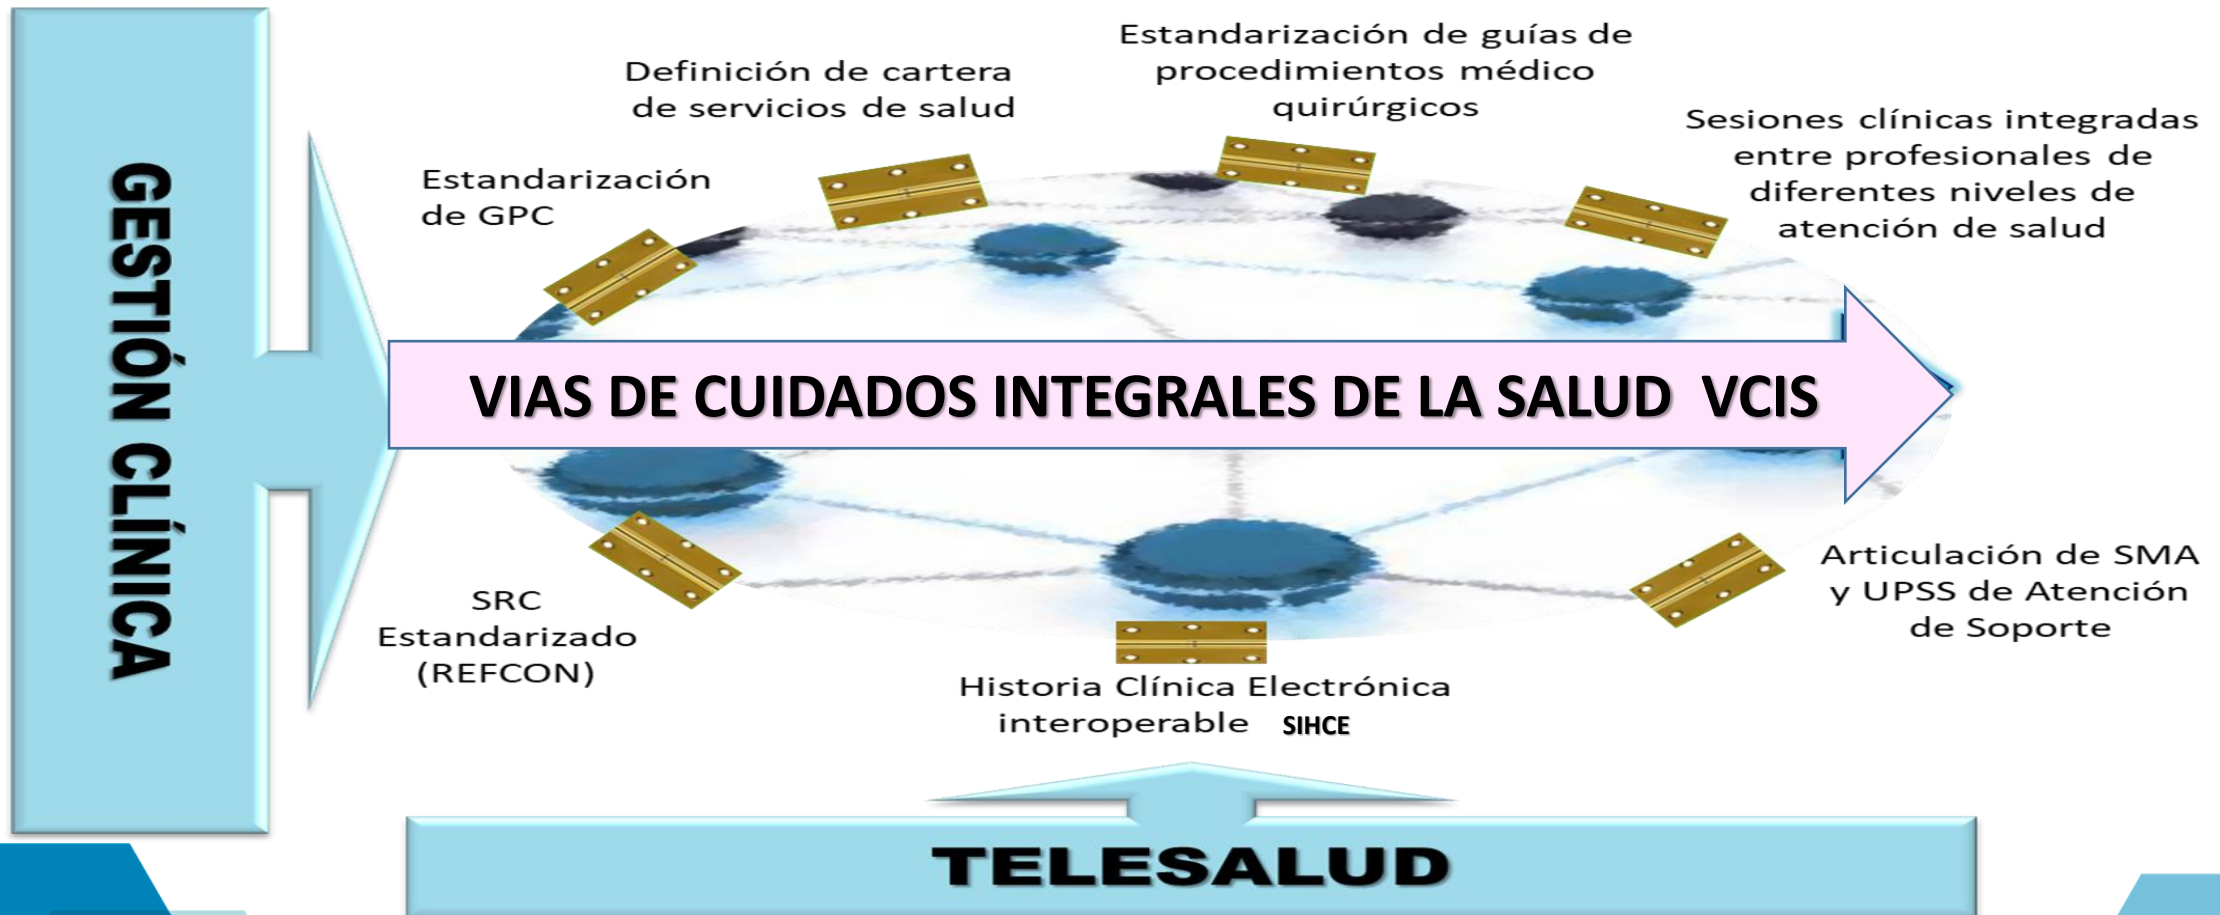 GESTIÓN CLÍNICA
Estandarización
de GPC
Definición de cartera
de servicios de salud
Estandarización de guías de
procedimientos médico
quirúrgicos
Sesiones clínicas integradas
entre profesionales de
diferentes niveles de
atención de salud
VIAS DE CUIDADOS INTEGRALES DE LA SALUD VCIS
SRC
Estandarizado
(REFCON)
Historia Clínica Electrónica
interoperable SIHCE
Articulación de SMA
y UPSS de Atención
de Soporte
TELESALUD